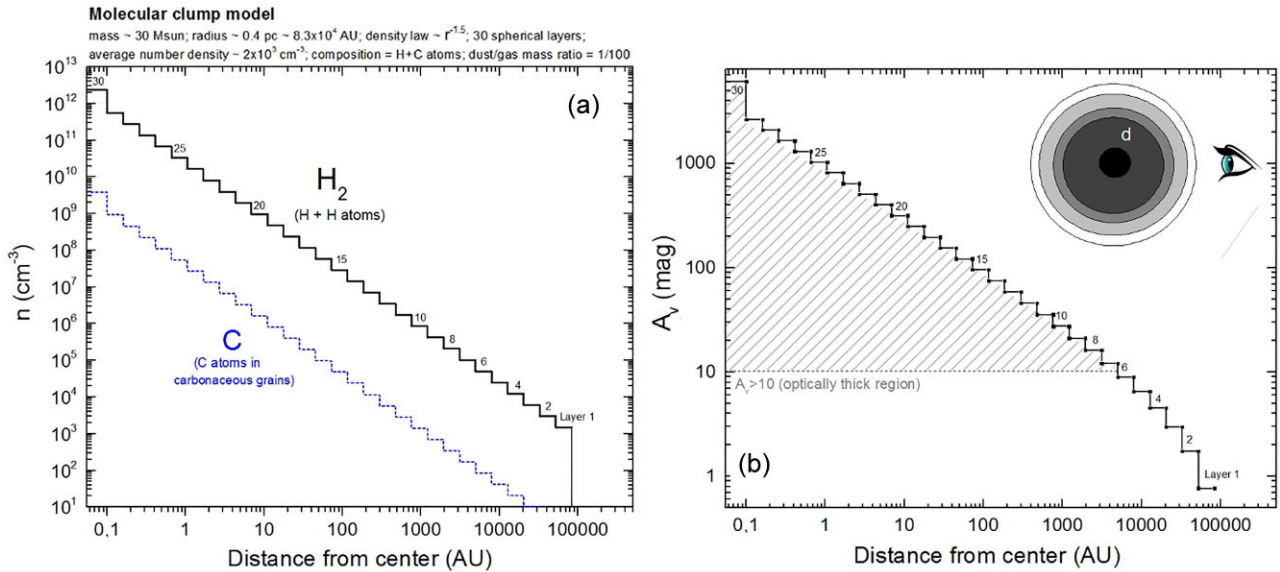 Molecular clump model
mass ~ 30 Msun; radius ~ 0.4 pc ~ 8.3x10⁴ AU; density law ~ r⁻¹·⁵; 30 spherical layers;
average number density ~ 2x10³ cm⁻³; composition = H+C atoms; dust/gas mass ratio = 1/100
(a)
n (cm⁻³)
10¹³
10¹²
10¹¹
10¹⁰
10⁹
10⁸
10⁷
10⁶
10⁵
10⁴
10³
10²
10¹
30
25
20
15
10
8
6
4
2
Layer 1
H₂
(H + H atoms)
C
(C atoms in
carbonaceous grains)
0,1 1 10 100 1000 10000 100000
Distance from center (AU)
(b)
Aᵥ (mag)
1000
100
10
1
30
25
20
15
10
8
6
4
2
Layer 1
d
Aᵥ>10 (optically thick region)
0,1 1 10 100 1000 10000 100000
Distance from center (AU)